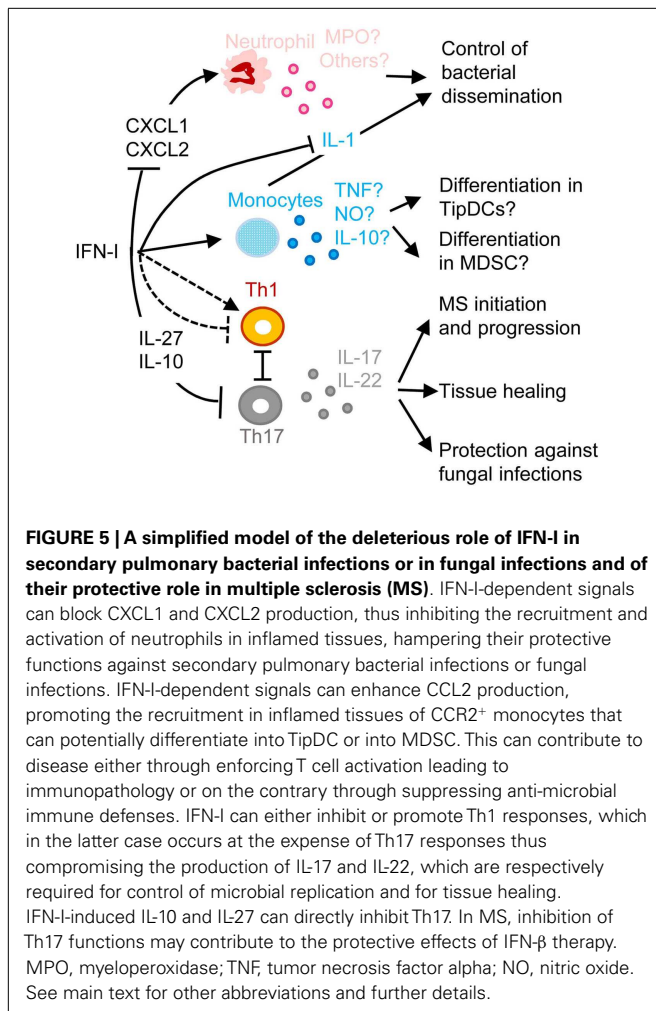 Neutrophil
MPO?
Others?
Control of
bacterial
dissemination
CXCL1
CXCL2
IL-1
Monocytes
TNF?
NO?
IL-10?
Differentiation in
TipDCs?
Differentiation
in MDSC?
IFN-I
Th1
IL-27
IL-10
IL-17
IL-22
Th17
MS initiation
and progression
Tissue healing
Protection against
fungal infections
FIGURE 5 | A simplified model of the deleterious role of IFN-I in
secondary pulmonary bacterial infections or in fungal infections and of
their protective role in multiple sclerosis (MS). IFN-I-dependent signals
can block CXCL1 and CXCL2 production, thus inhibiting the recruitment and
activation of neutrophils in inflamed tissues, hampering their protective
functions against secondary pulmonary bacterial infections or fungal
infections. IFN-I-dependent signals can enhance CCL2 production,
promoting the recruitment in inflamed tissues of CCR2⁺ monocytes that
can potentially differentiate into TipDC or into MDSC. This can contribute to
disease either through enforcing T cell activation leading to
immunopathology or on the contrary through suppressing anti-microbial
immune defenses. IFN-I can either inhibit or promote Th1 responses, which
in the latter case occurs at the expense of Th17 responses thus
compromising the production of IL-17 and IL-22, which are respectively
required for control of microbial replication and for tissue healing.
IFN-I-induced IL-10 and IL-27 can directly inhibit Th17. In MS, inhibition of
Th17 functions may contribute to the protective effects of IFN-β therapy.
MPO, myeloperoxidase; TNF, tumor necrosis factor alpha; NO, nitric oxide.
See main text for other abbreviations and further details.